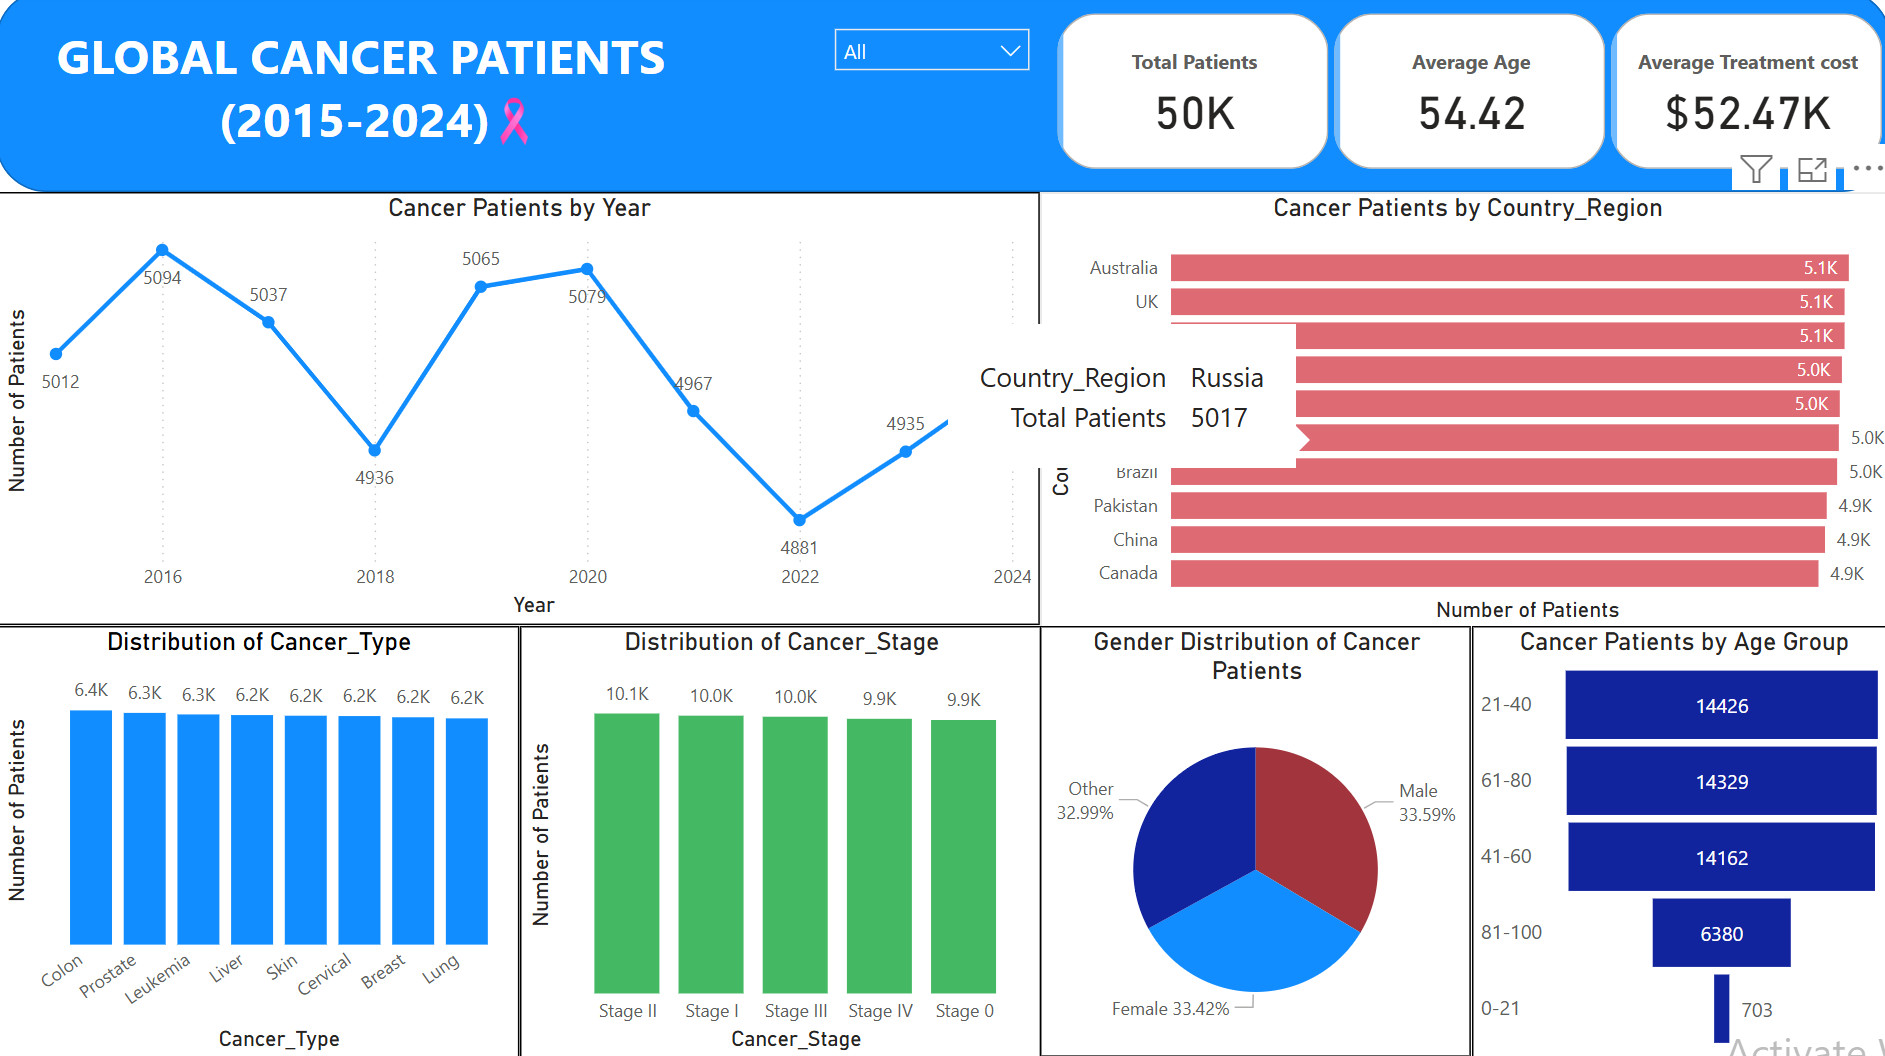 GLOBAL CANCER PATIENTS
(2015-2024)
All
Total Patients
50K
Average Age
54.42
Average Treatment cost
$52.47K
Cancer Patients by Year
Number of Patients
5012
5094
5037
4936
5065
5079
4967
4881
4935
2016
2018
2020
2022
2024
Year
Cancer Patients by Country_Region
Australia
5.1K
UK
5.1K
5.1K
5.0K
5.0K
5.0K
Brazil
5.0K
Pakistan
4.9K
China
4.9K
Canada
4.9K
Number of Patients
Country_Region Russia
Total Patients 5017
Distribution of Cancer_Type
Number of Patients
6.4K
6.3K
6.3K
6.2K
6.2K
6.2K
6.2K
6.2K
Colon
Prostate
Leukemia
Liver
Skin
Cervical
Breast
Lung
Cancer_Type
Distribution of Cancer_Stage
Number of Patients
10.1K
10.0K
10.0K
9.9K
9.9K
Stage II
Stage I
Stage III
Stage IV
Stage 0
Cancer_Stage
Gender Distribution of Cancer
Patients
Other
32.99%
Male
33.59%
Female 33.42%
Cancer Patients by Age Group
21-40
14426
61-80
14329
41-60
14162
81-100
6380
0-21
703
Activate